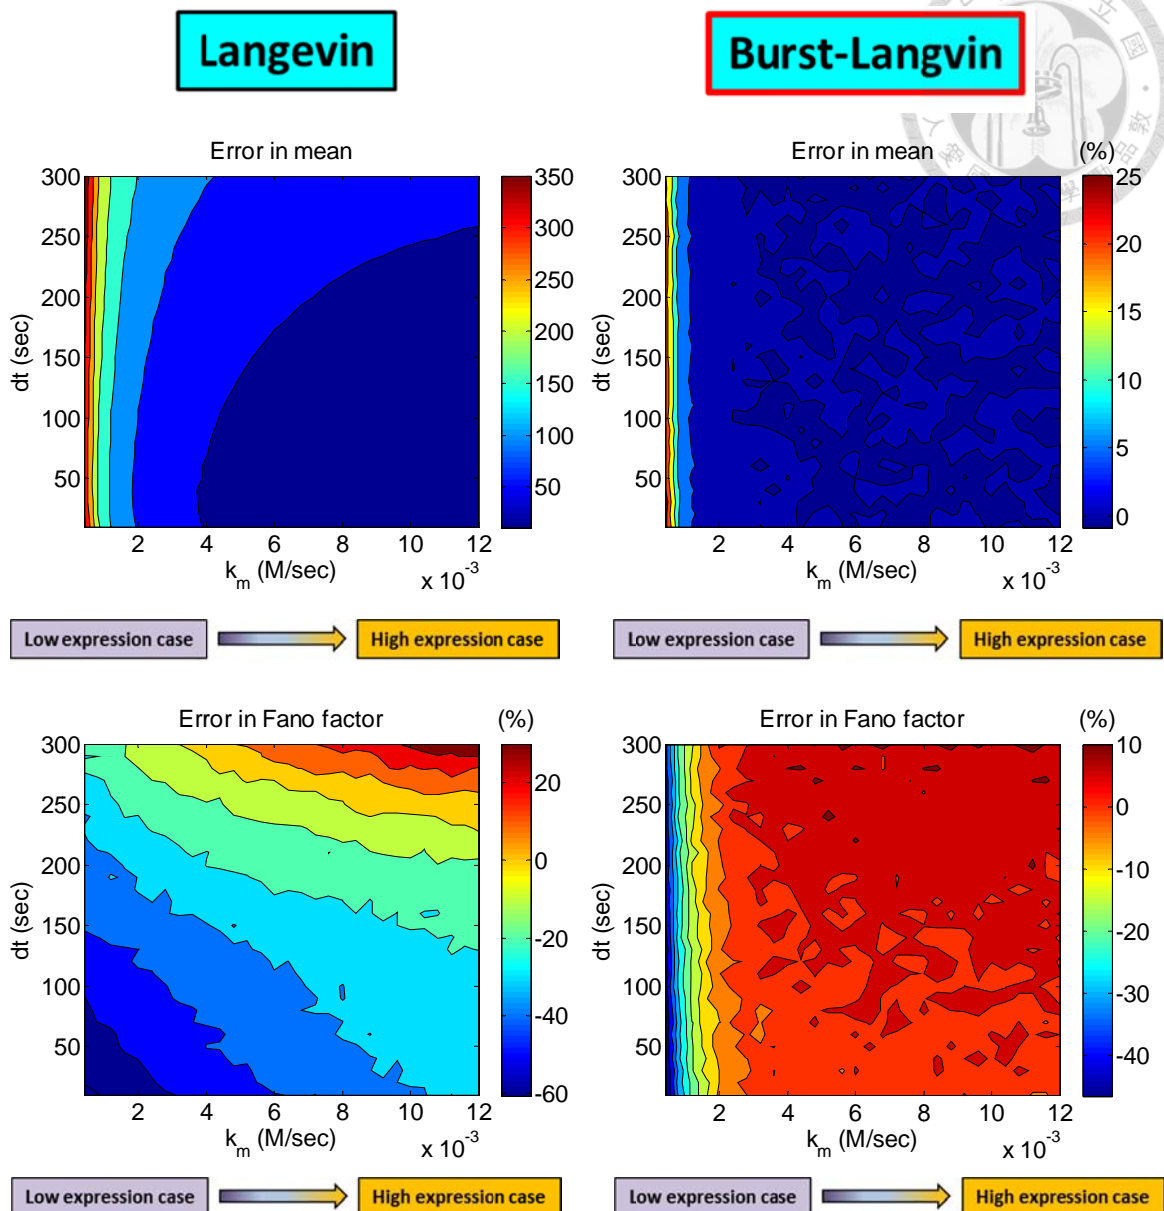 Langevin
Burst-Langvin
Error in mean
300
250
200
150
100
50
dt (sec)
2 4 6 8 10 12
k_m (M/sec)
x 10^-3
350
300
250
200
150
100
50
Error in mean
(%)
300
250
200
150
100
50
dt (sec)
2 4 6 8 10 12
k_m (M/sec)
x 10^-3
25
20
15
10
5
0
Low expression case
High expression case
Low expression case
High expression case
Error in Fano factor
(%)
300
250
200
150
100
50
dt (sec)
2 4 6 8 10 12
k_m (M/sec)
x 10^-3
20
0
-20
-40
-60
Error in Fano factor
(%)
300
250
200
150
100
50
dt (sec)
2 4 6 8 10 12
k_m (M/sec)
x 10^-3
10
0
-10
-20
-30
-40
Low expression case
High expression case
Low expression case
High expression case